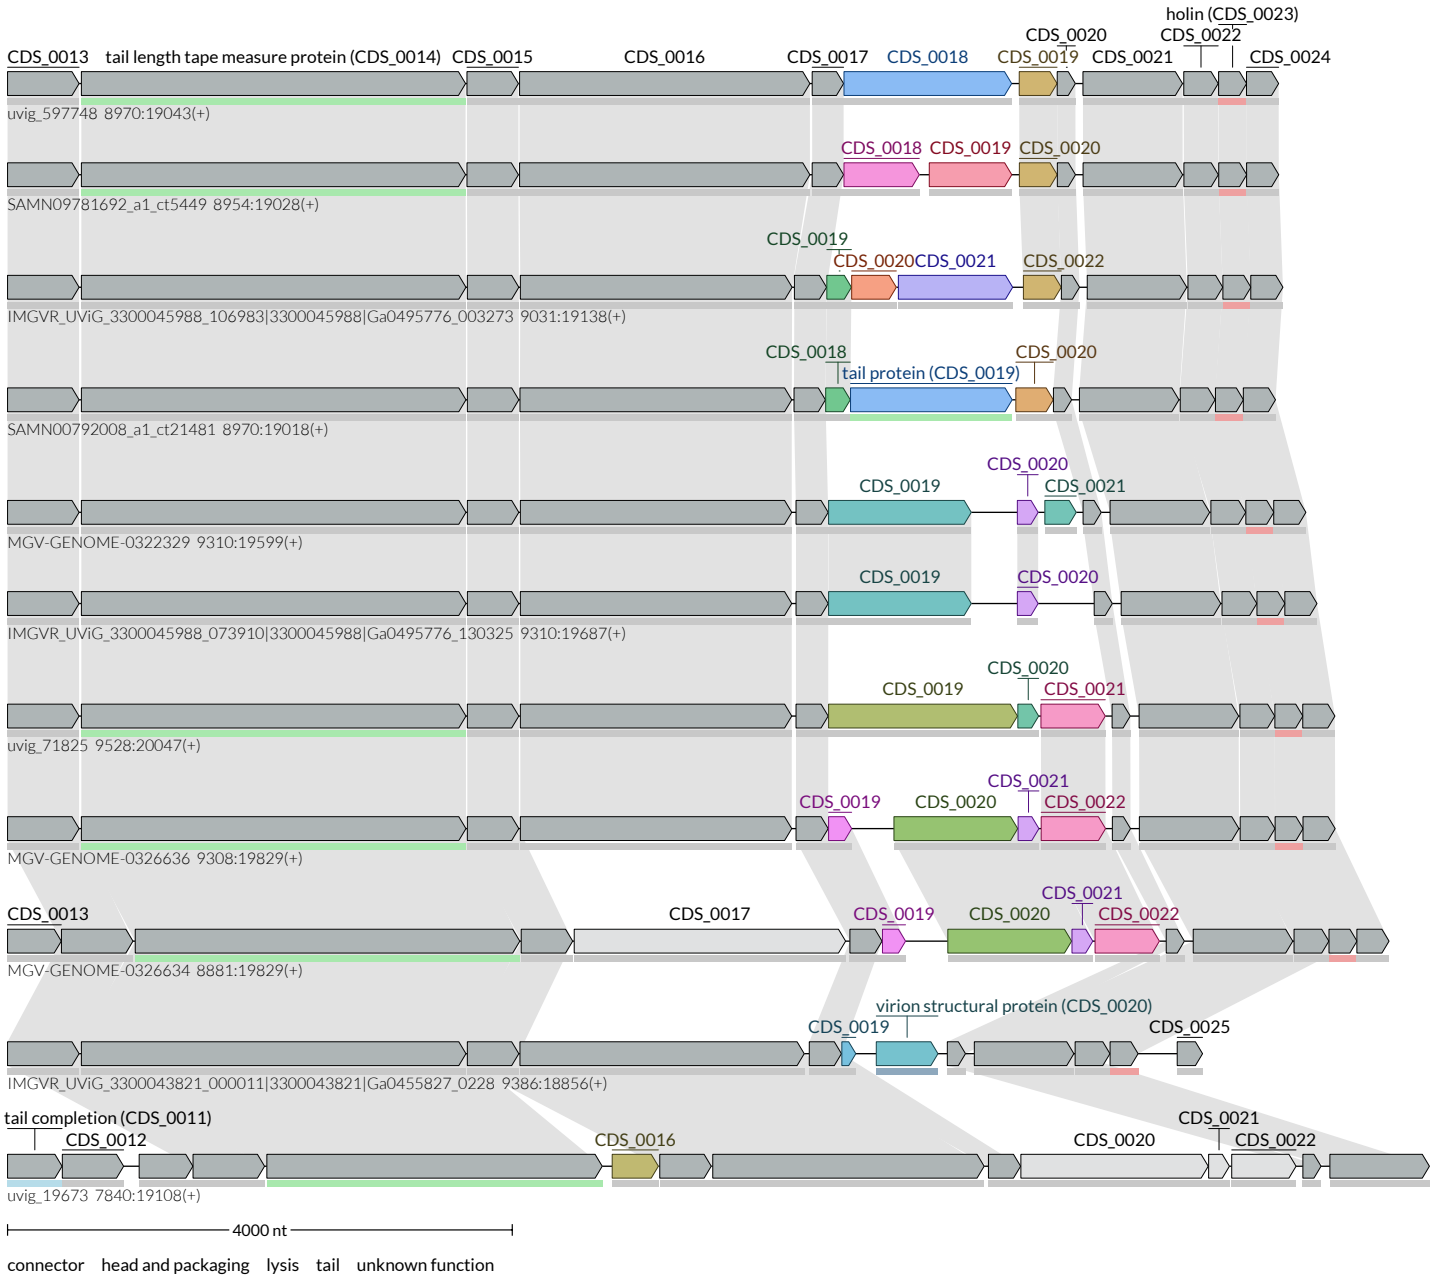 holin (CDS_0023)
CDS_0020 CDS_0022
CDS_0013 tail length tape measure protein (CDS_0014) CDS_0015 CDS_0016 CDS_0017 CDS_0018 CDS_0019 CDS_0021 CDS_0024
uvig_597748 8970:19043(+)
CDS_0018 CDS_0019 CDS_0020
SAMN09781692_a1_ct5449 8954:19028(+)
CDS_0019
CDS_0020 CDS_0021 CDS_0022
IMGVR_UViG_3300045988_106983|3300045988|Ga0495776_003273 9031:19138(+)
CDS_0018 CDS_0020
tail protein (CDS_0019)
SAMN00792008_a1_ct21481 8970:19018(+)
CDS_0020
CDS_0019 CDS_0021
MGV-GENOME-0322329 9310:19599(+)
CDS_0019 CDS_0020
IMGVR_UViG_3300045988_073910|3300045988|Ga0495776_130325 9310:19687(+)
CDS_0020
CDS_0019 CDS_0021
uvig_71825 9528:20047(+)
CDS_0021
CDS_0019 CDS_0020 CDS_0022
MGV-GENOME-0326636 9308:19829(+)
CDS_0021
CDS_0013 CDS_0017 CDS_0019 CDS_0020 CDS_0022
MGV-GENOME-0326634 8881:19829(+)
virion structural protein (CDS_0020)
CDS_0019 CDS_0025
IMGVR_UViG_3300043821_000011|3300043821|Ga0455827_0228 9386:18856(+)
tail completion (CDS_0011) CDS_0021
CDS_0012 CDS_0016 CDS_0020 CDS_0022
uvig_19673 7840:19108(+)
4000 nt
connector head and packaging lysis tail unknown function